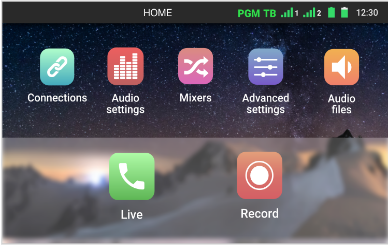 HOME PGM TB 1 2 12:30
Connections Audio settings Mixers Advanced settings Audio files
Live Record